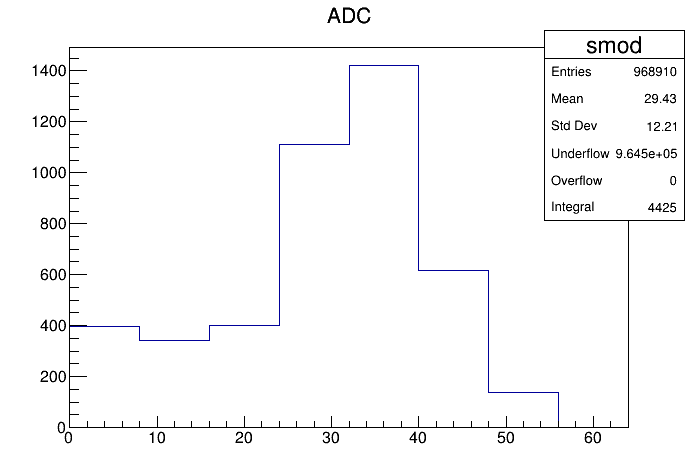 ADC
smod
Entries 968910
Mean 29.43
Std Dev 12.21
Underflow 9.645e+05
Overflow 0
Integral 4425
1400
1200
1000
800
600
400
200
0
0 10 20 30 40 50 60